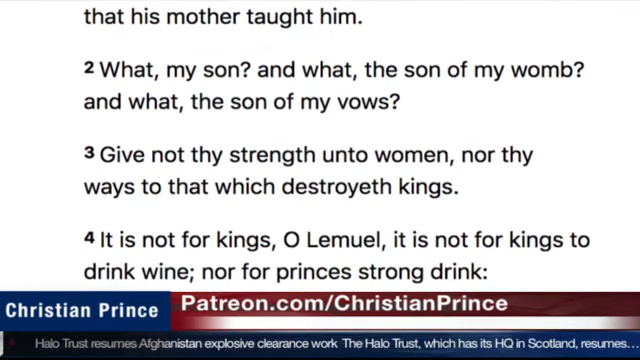 that his mother taught him.
2 What, my son? and what, the son of my womb?
and what, the son of my vows?
3 Give not thy strength unto women, nor thy
ways to that which destroyeth kings.
4 It is not for kings, O Lemuel, it is not for kings to
drink wine; nor for princes strong drink:
Christian Prince
Patreon.com/ChristianPrince
Halo Trust resumes Afghanistan explosive clearance work The Halo Trust, which has its HQ in Scotland, resumes...